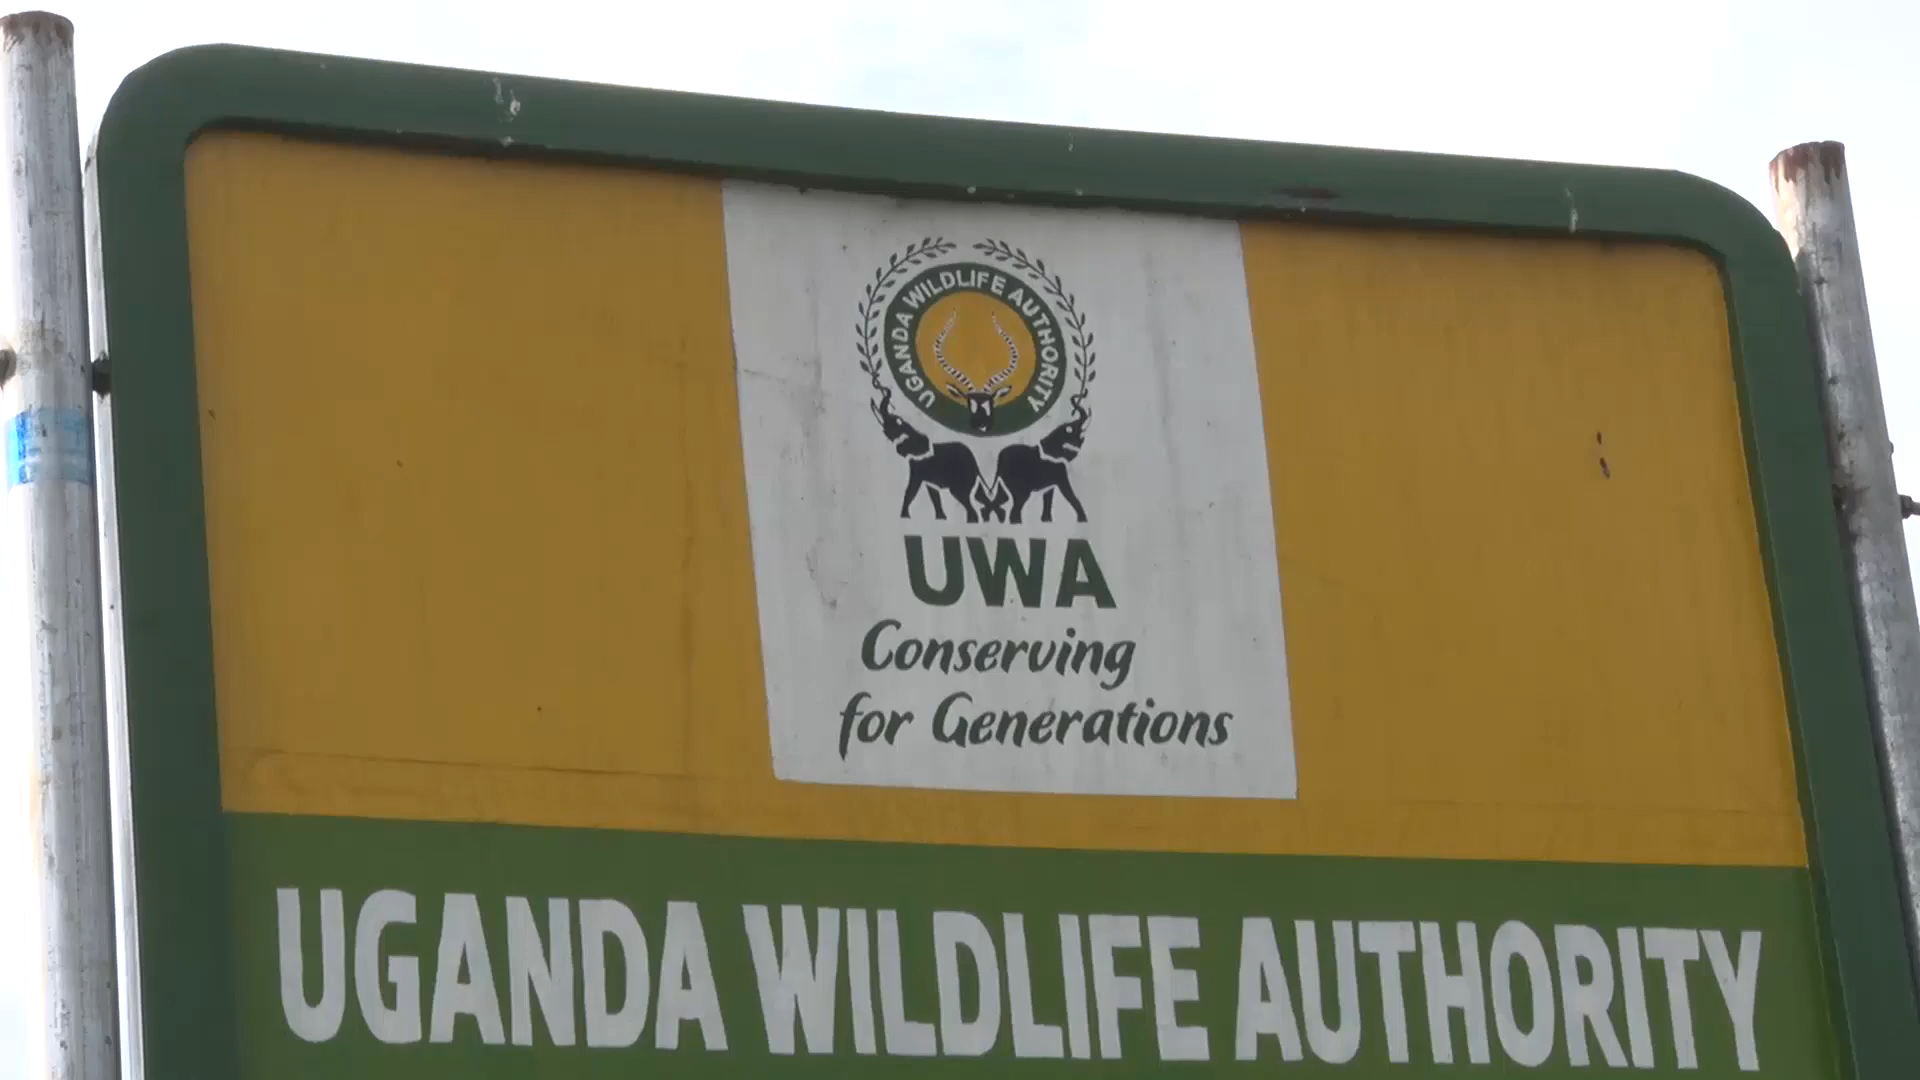 UGANDA WILDLIFE AUTHORITY
UWA
Conserving
for Generations
UGANDA WILDLIFE AUTHORITY